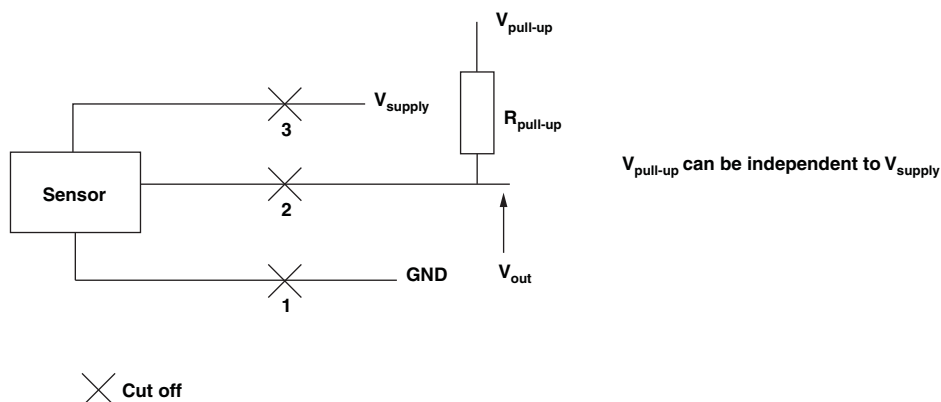 V_pull-up
V_supply
3
R_pull-up
V_pull-up can be independent to V_supply
Sensor
2
GND
V_out
1
Cut off